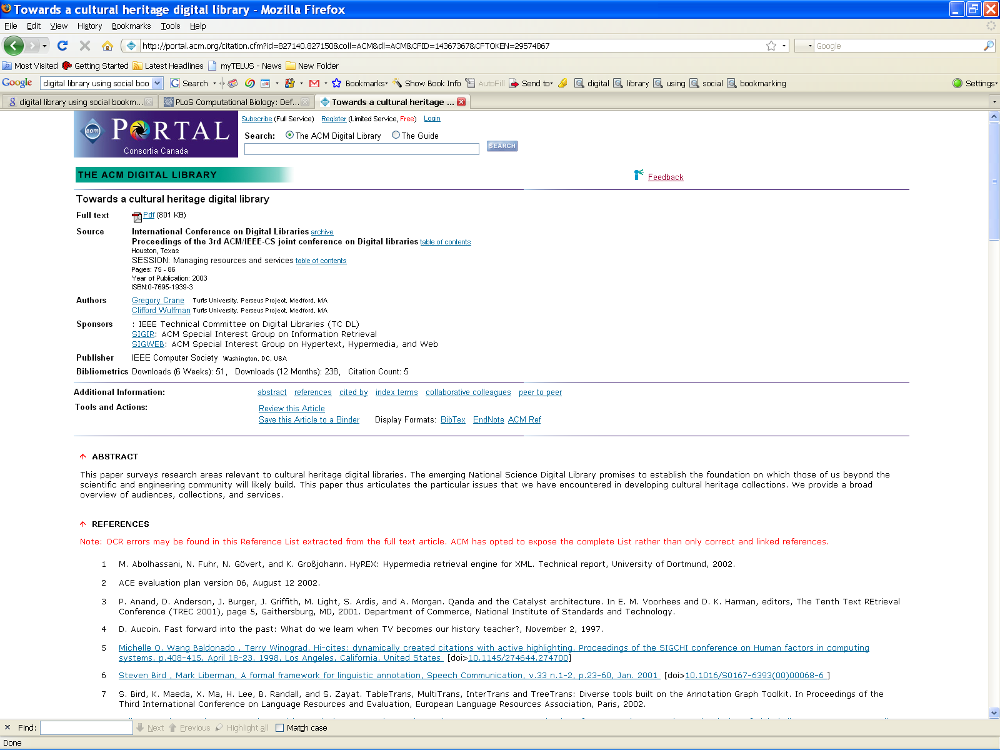 Towards a cultural heritage digital library - Mozilla Firefox
File Edit View History Bookmarks Tools Help
http://portal.acm.org/citation.cfm?id=827140.827150&coll=ACM&dl=ACM&CFID=14367367&CFTOKEN=29574867
Google
Most Visited Getting Started Latest Headlines myTELUS - News New Folder
Google digital library using social boo Search Bookmarks Show Book Info AutoFill Send to digital library using social bookmarking Settings
digital library using social bookm... PLoS Computational Biology: Def... Towards a cultural heritage ...
acm PORTAL
Consortia Canada
Subscribe (Full Service) Register (Limited Service, Free) Login
Search: The ACM Digital Library The Guide
SEARCH
THE ACM DIGITAL LIBRARY
Feedback
Towards a cultural heritage digital library
Full text Pdf (801 KB)
Source International Conference on Digital Libraries archive
Proceedings of the 3rd ACM/IEEE-CS joint conference on Digital libraries table of contents
Houston, Texas
SESSION: Managing resources and services table of contents
Pages: 75 - 86
Year of Publication: 2003
ISBN:0-7695-1939-3
Authors Gregory Crane Tufts University, Perseus Project, Medford, MA
Clifford Wulfman Tufts University, Perseus Project, Medford, MA
Sponsors : IEEE Technical Committee on Digital Libraries (TC DL)
SIGIR: ACM Special Interest Group on Information Retrieval
SIGWEB: ACM Special Interest Group on Hypertext, Hypermedia, and Web
Publisher IEEE Computer Society Washington, DC, USA
Bibliometrics Downloads (6 Weeks): 51, Downloads (12 Months): 238, Citation Count: 5
Additional Information: abstract references cited by index terms collaborative colleagues peer to peer
Tools and Actions: Review this Article
Save this Article to a Binder Display Formats: BibTex EndNote ACM Ref
ABSTRACT
This paper surveys research areas relevant to cultural heritage digital libraries. The emerging National Science Digital Library promises to establish the foundation on which those of us beyond the
scientific and engineering community will likely build. This paper thus articulates the particular issues that we have encountered in developing cultural heritage collections. We provide a broad
overview of audiences, collections, and services.
REFERENCES
Note: OCR errors may be found in this Reference List extracted from the full text article. ACM has opted to expose the complete List rather than only correct and linked references.
1 M. Abolhassani, N. Fuhr, N. Gövert, and K. Großjohann. HyREX: Hypermedia retrieval engine for XML. Technical report, University of Dortmund, 2002.
2 ACE evaluation plan version 06, August 12 2002.
3 P. Anand, D. Anderson, J. Burger, J. Griffith, M. Light, S. Ardis, and A. Morgan. Qanda and the Catalyst architecture. In E. M. Voorhees and D. K. Harman, editors, The Tenth Text REtrieval
Conference (TREC 2001), page 5, Gaithersburg, MD, 2001. Department of Commerce, National Institute of Standards and Technology.
4 D. Aucoin. Fast forward into the past: What do we learn when TV becomes our history teacher?, November 2, 1997.
5 Michelle Q. Wang Baldonado , Terry Winograd, Hi-cites: dynamically created citations with active highlighting, Proceedings of the SIGCHI conference on Human factors in computing
systems, p.408-415, April 18-23, 1998, Los Angeles, California, United States [doi>10.1145/274644.274700]
6 Steven Bird , Mark Liberman, A formal framework for linguistic annotation, Speech Communication, v.33 n.1-2, p.23-60, Jan. 2001 [doi>10.1016/S0167-6393(00)00068-6 ]
7 S. Bird, K. Maeda, X. Ma, H. Lee, B. Randall, and S. Zayat. TableTrans, MultiTrans, InterTrans and TreeTrans: Diverse tools built on the Annotation Graph Toolkit. In Proceedings of the
Third International Conference on Language Resources and Evaluation, European Language Resources Association, Paris, 2002.
Find: Next Previous Highlight all Match case
Done